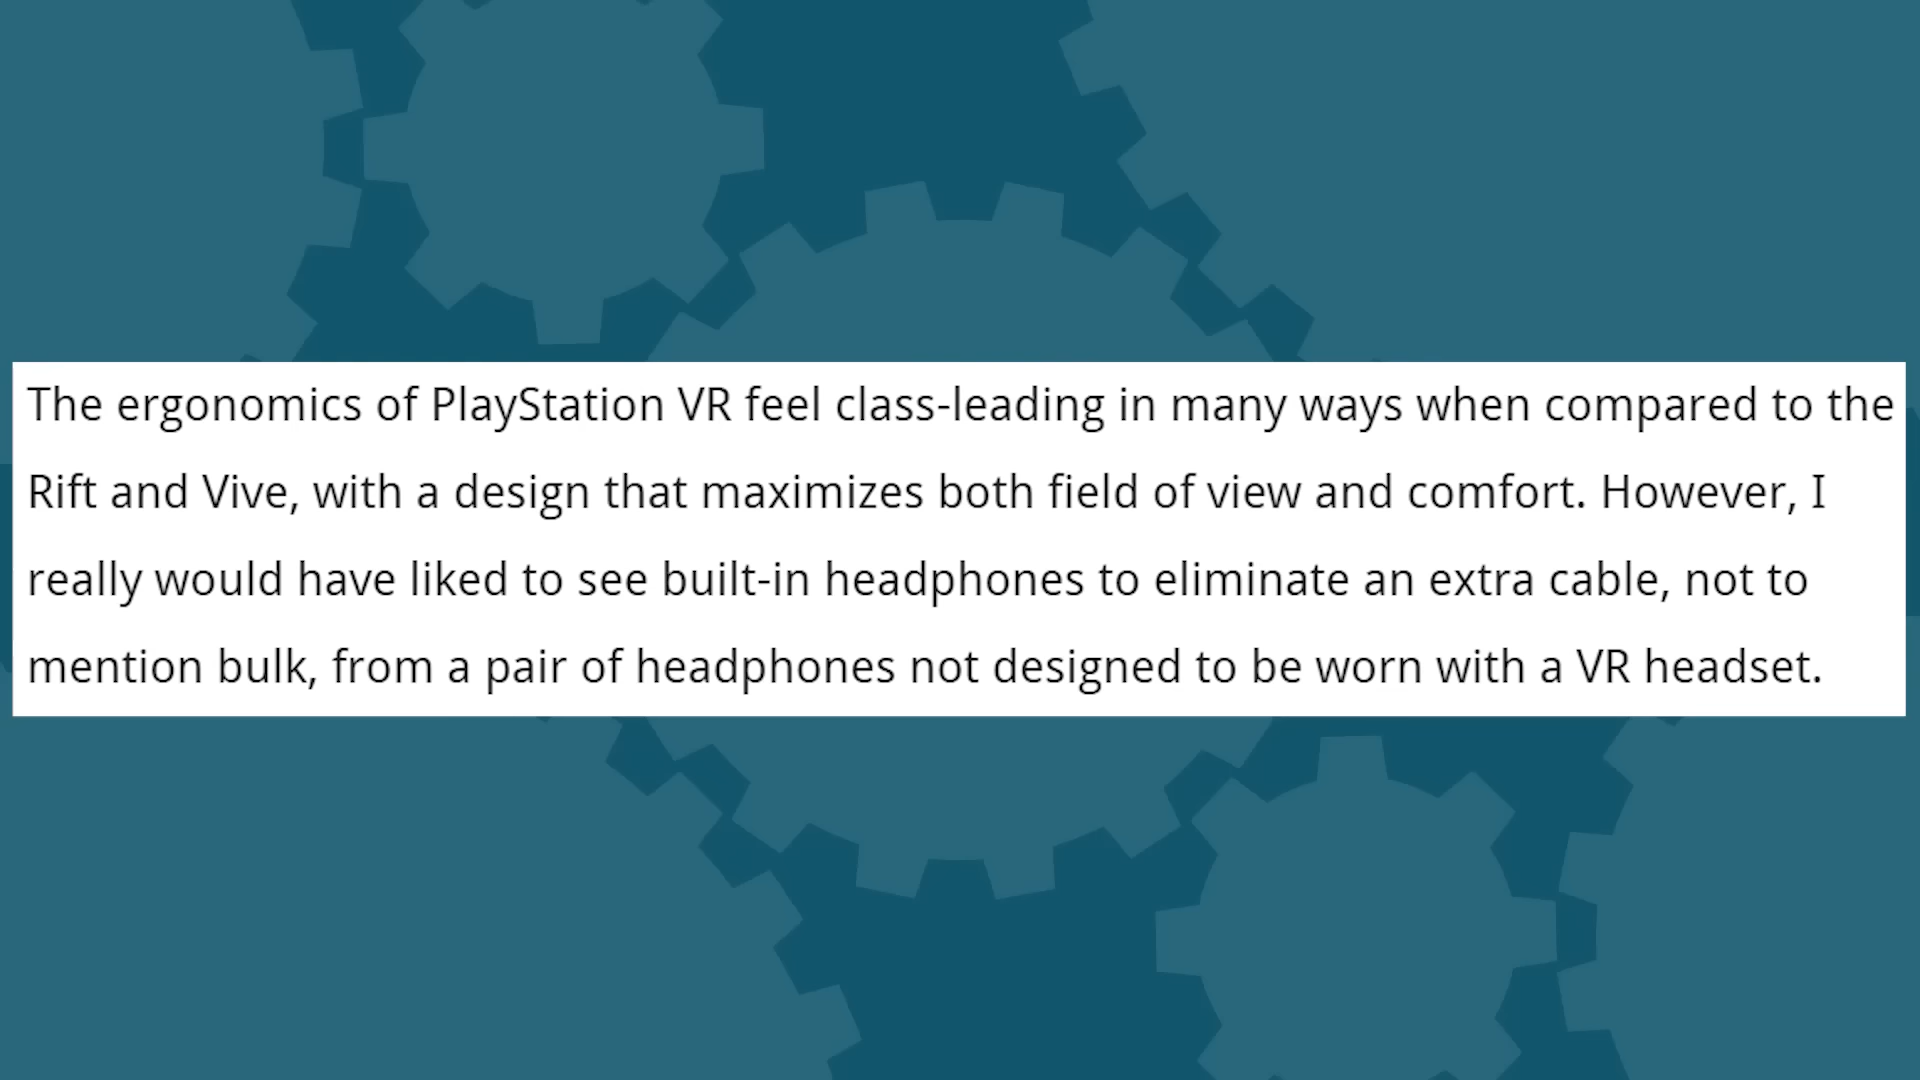 The ergonomics of PlayStation VR feel class-leading in many ways when compared to the
Rift and Vive, with a design that maximizes both field of view and comfort. However, I
really would have liked to see built-in headphones to eliminate an extra cable, not to
mention bulk, from a pair of headphones not designed to be worn with a VR headset.